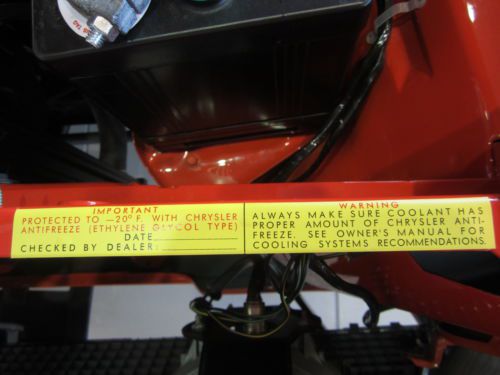 IMPORTANT
PROTECTED TO —20° F. WITH CHRYSLER
ANTIFREEZE (ETHYLENE GLYCOL TYPE)
DATE
CHECKED BY DEALER:
WARNING
ALWAYS MAKE SURE COOLANT HAS
PROPER AMOUNT OF CHRYSLER ANTI-
FREEZE. SEE OWNER'S MANUAL FOR
COOLING SYSTEMS RECOMMENDATIONS.